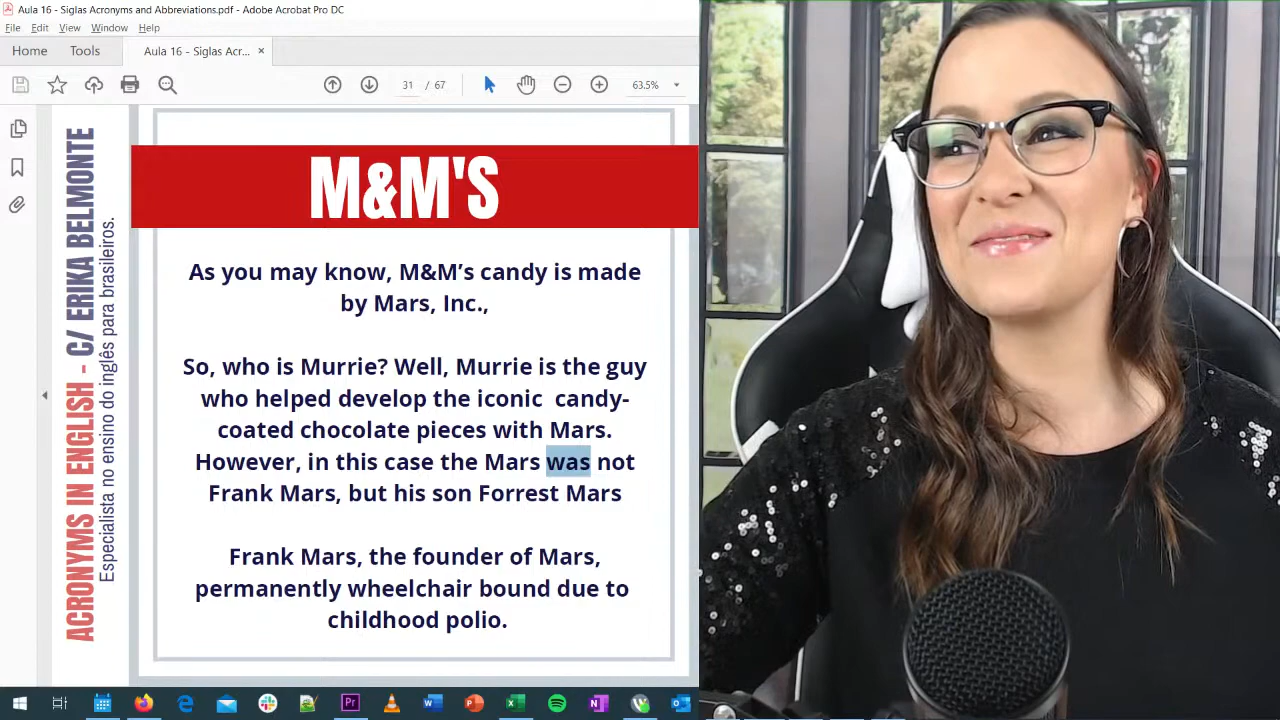 Aula 16 - Siglas Acronyms and Abbreviations.pdf - Adobe Acrobat Pro DC
File Edit View Window Help
Home Tools Aula 16 - Siglas Acr... ×
31 / 67 63.5%
ACRONYMS IN ENGLISH - C/ ERIKA BELMONTE
Especialista no ensino do inglês para brasileiros.
M&M'S
As you may know, M&M’s candy is made
by Mars, Inc.,
So, who is Murrie? Well, Murrie is the guy
who helped develop the iconic candy-
coated chocolate pieces with Mars.
However, in this case the Mars was not
Frank Mars, but his son Forrest Mars
Frank Mars, the founder of Mars,
permanently wheelchair bound due to
childhood polio.